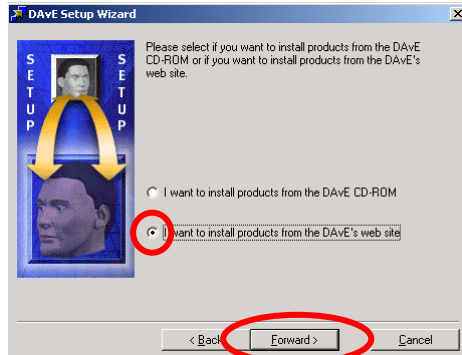 DAvE Setup Wizard
Please select if you want to install products from the DAvE
CD-ROM or if you want to install products from the DAvE's
web site.
SETUP
SETUP
I want to install products from the DAvE CD-ROM
I want to install products from the DAvE's web site
< Back
Forward >
Cancel